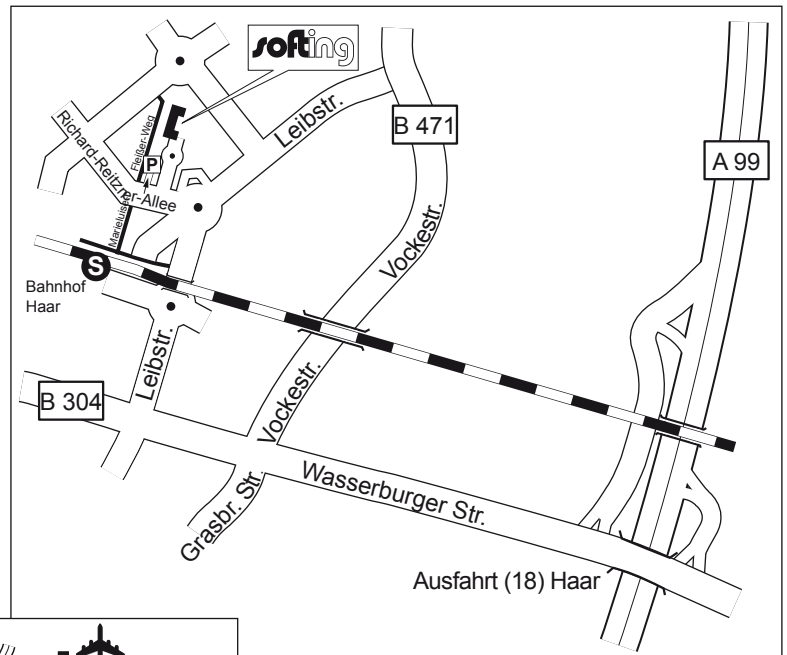 softing
Leibstr.
B 471
A 99
Richard-Reitzner-Allee
Fleißer-Weg
P
Marieluise
Vockestr.
S
Bahnhof
Haar
Leibstr.
B 304
Vockestr.
Grasbr. Str.
Wasserburger Str.
Ausfahrt (18) Haar